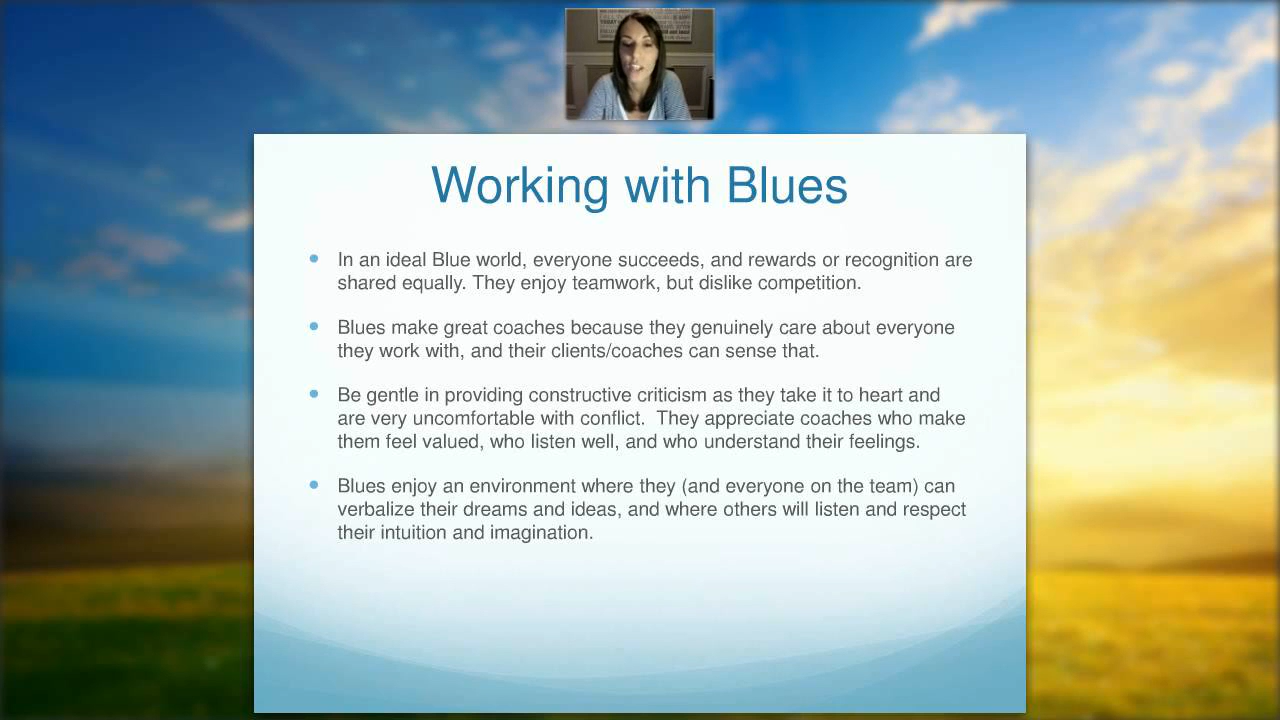 Working with Blues
In an ideal Blue world, everyone succeeds, and rewards or recognition are
shared equally. They enjoy teamwork, but dislike competition.
Blues make great coaches because they genuinely care about everyone
they work with, and their clients/coaches can sense that.
Be gentle in providing constructive criticism as they take it to heart and
are very uncomfortable with conflict.  They appreciate coaches who make
them feel valued, who listen well, and who understand their feelings.
Blues enjoy an environment where they (and everyone on the team) can
verbalize their dreams and ideas, and where others will listen and respect
their intuition and imagination.